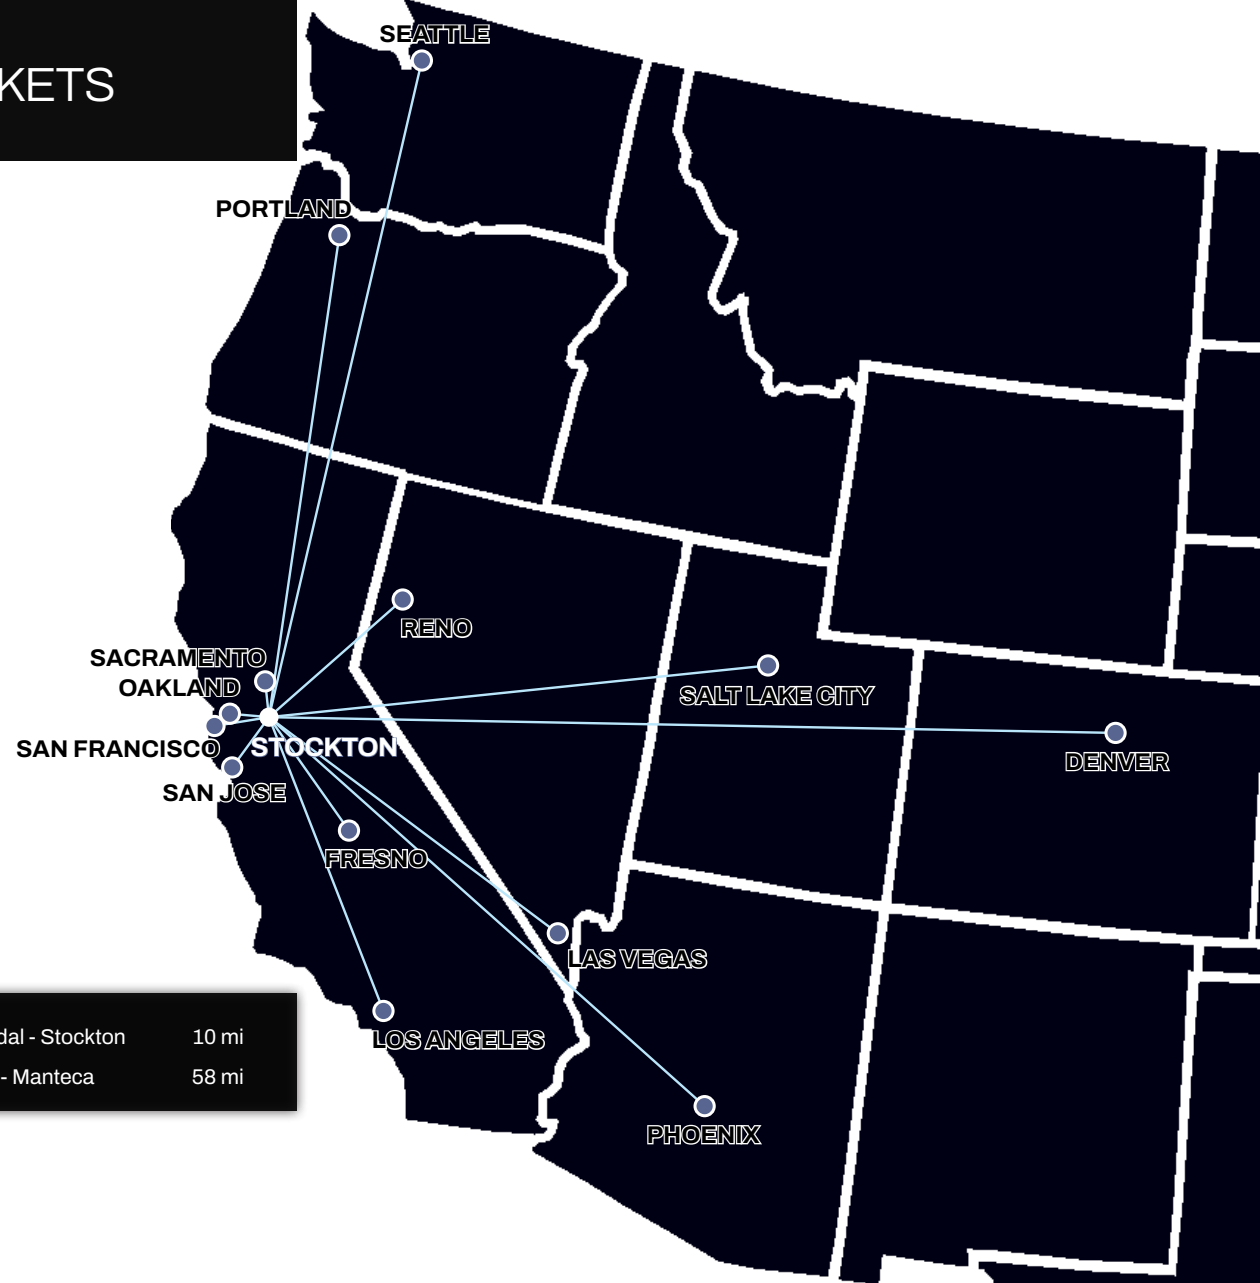 KETS
SEATTLE
PORTLAND
RENO
SACRAMENTO
OAKLAND
SALT LAKE CITY
SAN FRANCISCO
STOCKTON
DENVER
SAN JOSE
FRESNO
LAS VEGAS
dal - Stockton 10 mi
LOS ANGELES
- Manteca 58 mi
PHOENIX